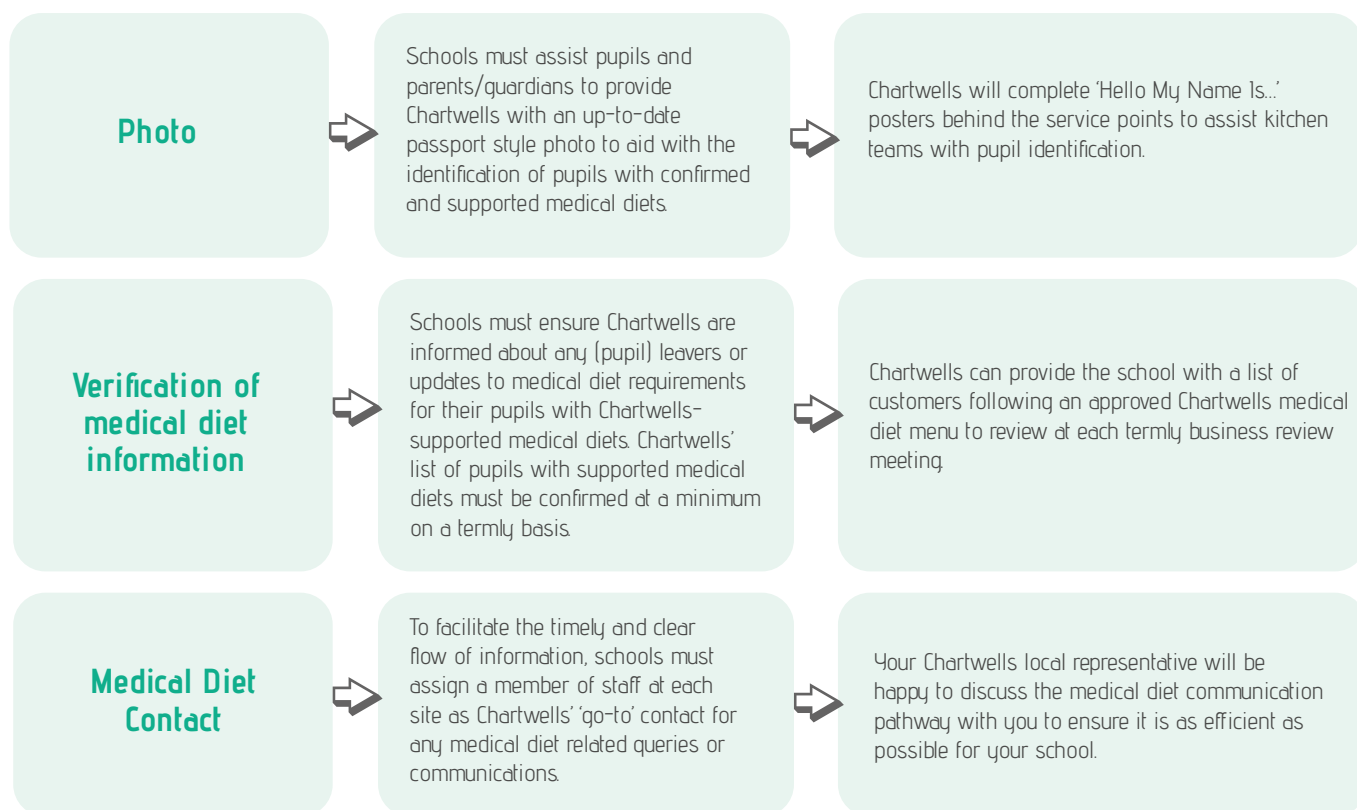 Photo
Schools must assist pupils and
parents/guardians to provide
Chartwells with an up-to-date
passport style photo to aid with the
identification of pupils with confirmed
and supported medical diets.
Chartwells will complete ‘Hello My Name Is...’
posters behind the service points to assist kitchen
teams with pupil identification.
Verification of
medical diet
information
Schools must ensure Chartwells are
informed about any (pupil) leavers or
updates to medical diet requirements
for their pupils with Chartwells-
supported medical diets. Chartwells’
list of pupils with supported medical
diets must be confirmed at a minimum
on a termly basis.
Chartwells can provide the school with a list of
customers following an approved Chartwells medical
diet menu to review at each termly business review
meeting.
Medical Diet
Contact
To facilitate the timely and clear
flow of information, schools must
assign a member of staff at each
site as Chartwells’ ‘go-to’ contact for
any medical diet related queries or
communications.
Your Chartwells local representative will be
happy to discuss the medical diet communication
pathway with you to ensure it is as efficient as
possible for your school.